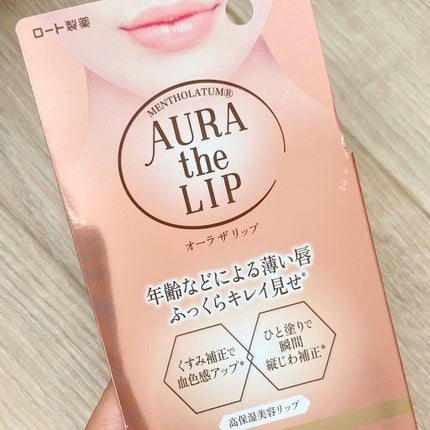 ロート製薬
MENTHOLATUM®
AURA
the
LIP
オーラ ザ リップ
年齢などによる薄い唇
ふっくらキレイ見せ*
くすみ補正で
血色感アップ*
ひと塗りで
瞬間
縦じわ補正*
高保湿美容リップ